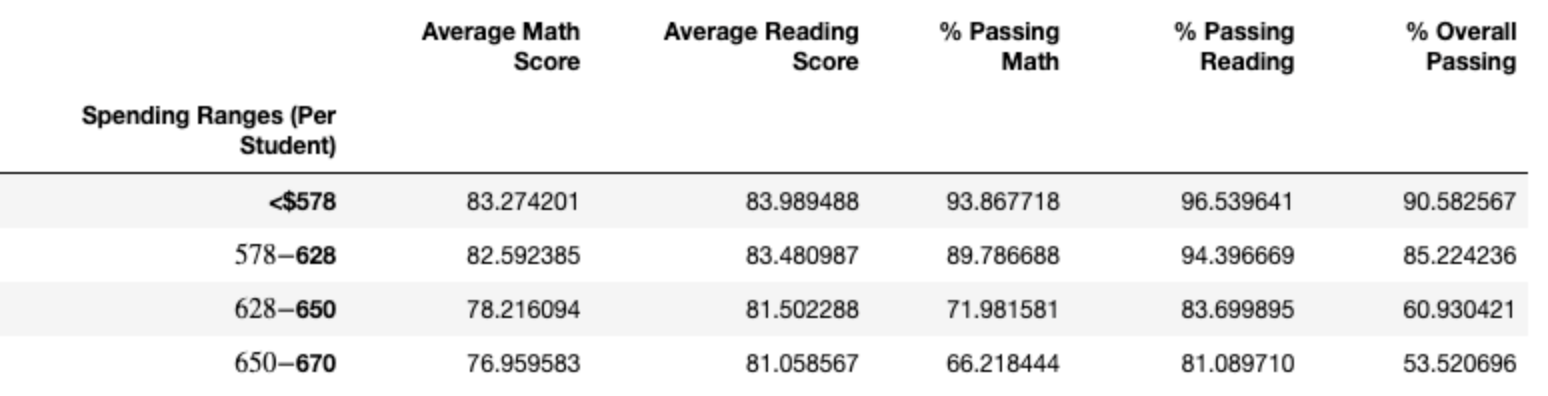 Average Math Score Average Reading Score % Passing Math % Passing Reading % Overall Passing
Spending Ranges (Per Student)
<$578 83.274201 83.989488 93.867718 96.539641 90.582567
578–628 82.592385 83.480987 89.786688 94.396669 85.224236
628–650 78.216094 81.502288 71.981581 83.699895 60.930421
650–670 76.959583 81.058567 66.218444 81.089710 53.520696